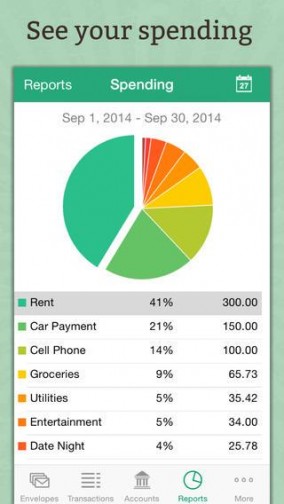 See your spending
Reports Spending 27
Sep 1, 2014 - Sep 30, 2014
Rent 41% 300.00
Car Payment 21% 150.00
Cell Phone 14% 100.00
Groceries 9% 65.73
Utilities 5% 35.42
Entertainment 5% 34.00
Date Night 4% 25.78
Envelopes Transactions Accounts Reports More